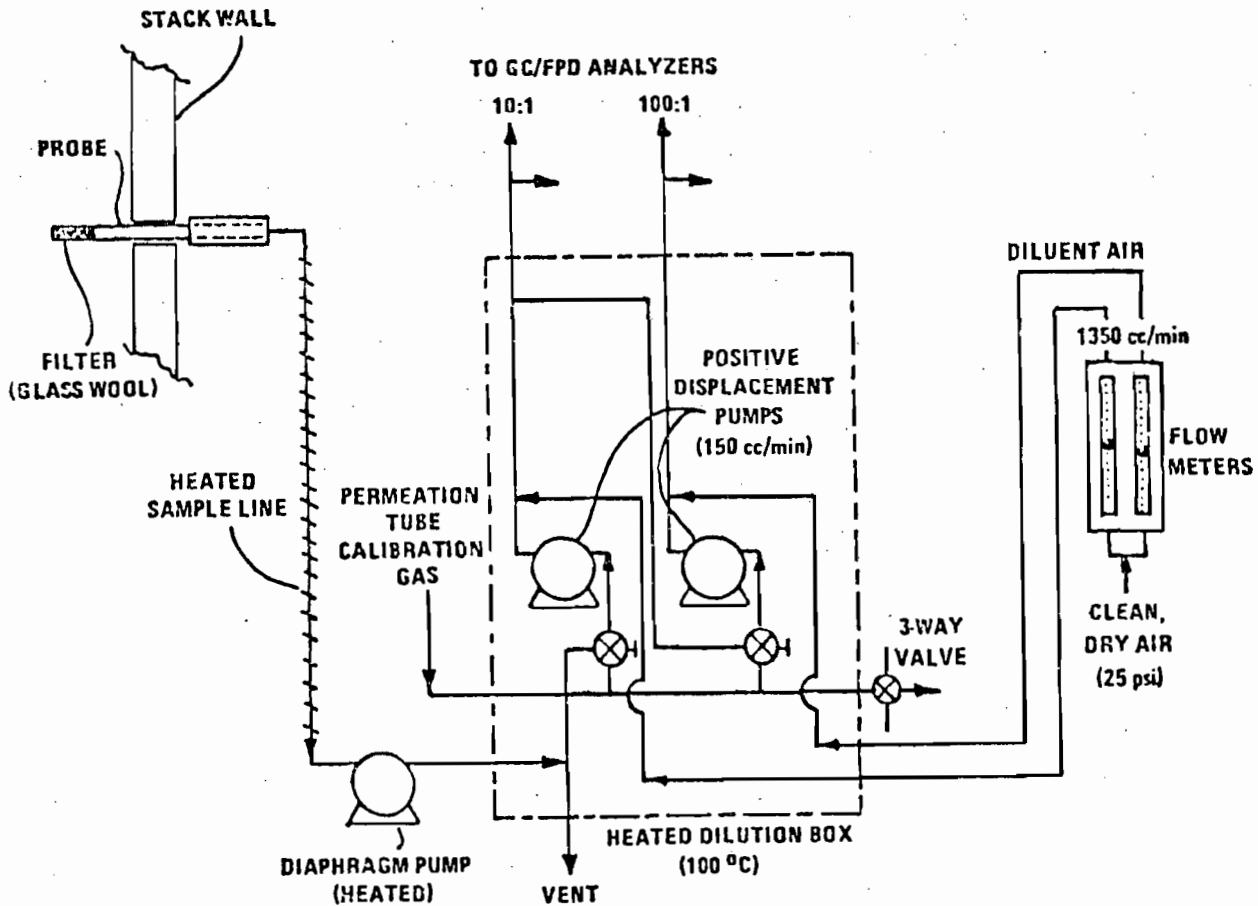 STACK WALL
TO GC/FPD ANALYZERS
10:1
100:1
PROBE
FILTER
(GLASS WOOL)
HEATED
SAMPLE LINE
PERMEATION
TUBE
CALIBRATION
GAS
POSITIVE
DISPLACEMENT
PUMPS
(150 cc/min)
DILUENT AIR
1350 cc/min
FLOW
METERS
CLEAN,
DRY AIR
(25 psi)
3-WAY
VALVE
DIAPHRAGM PUMP
(HEATED)
VENT
HEATED DILUTION BOX
(100 °C)